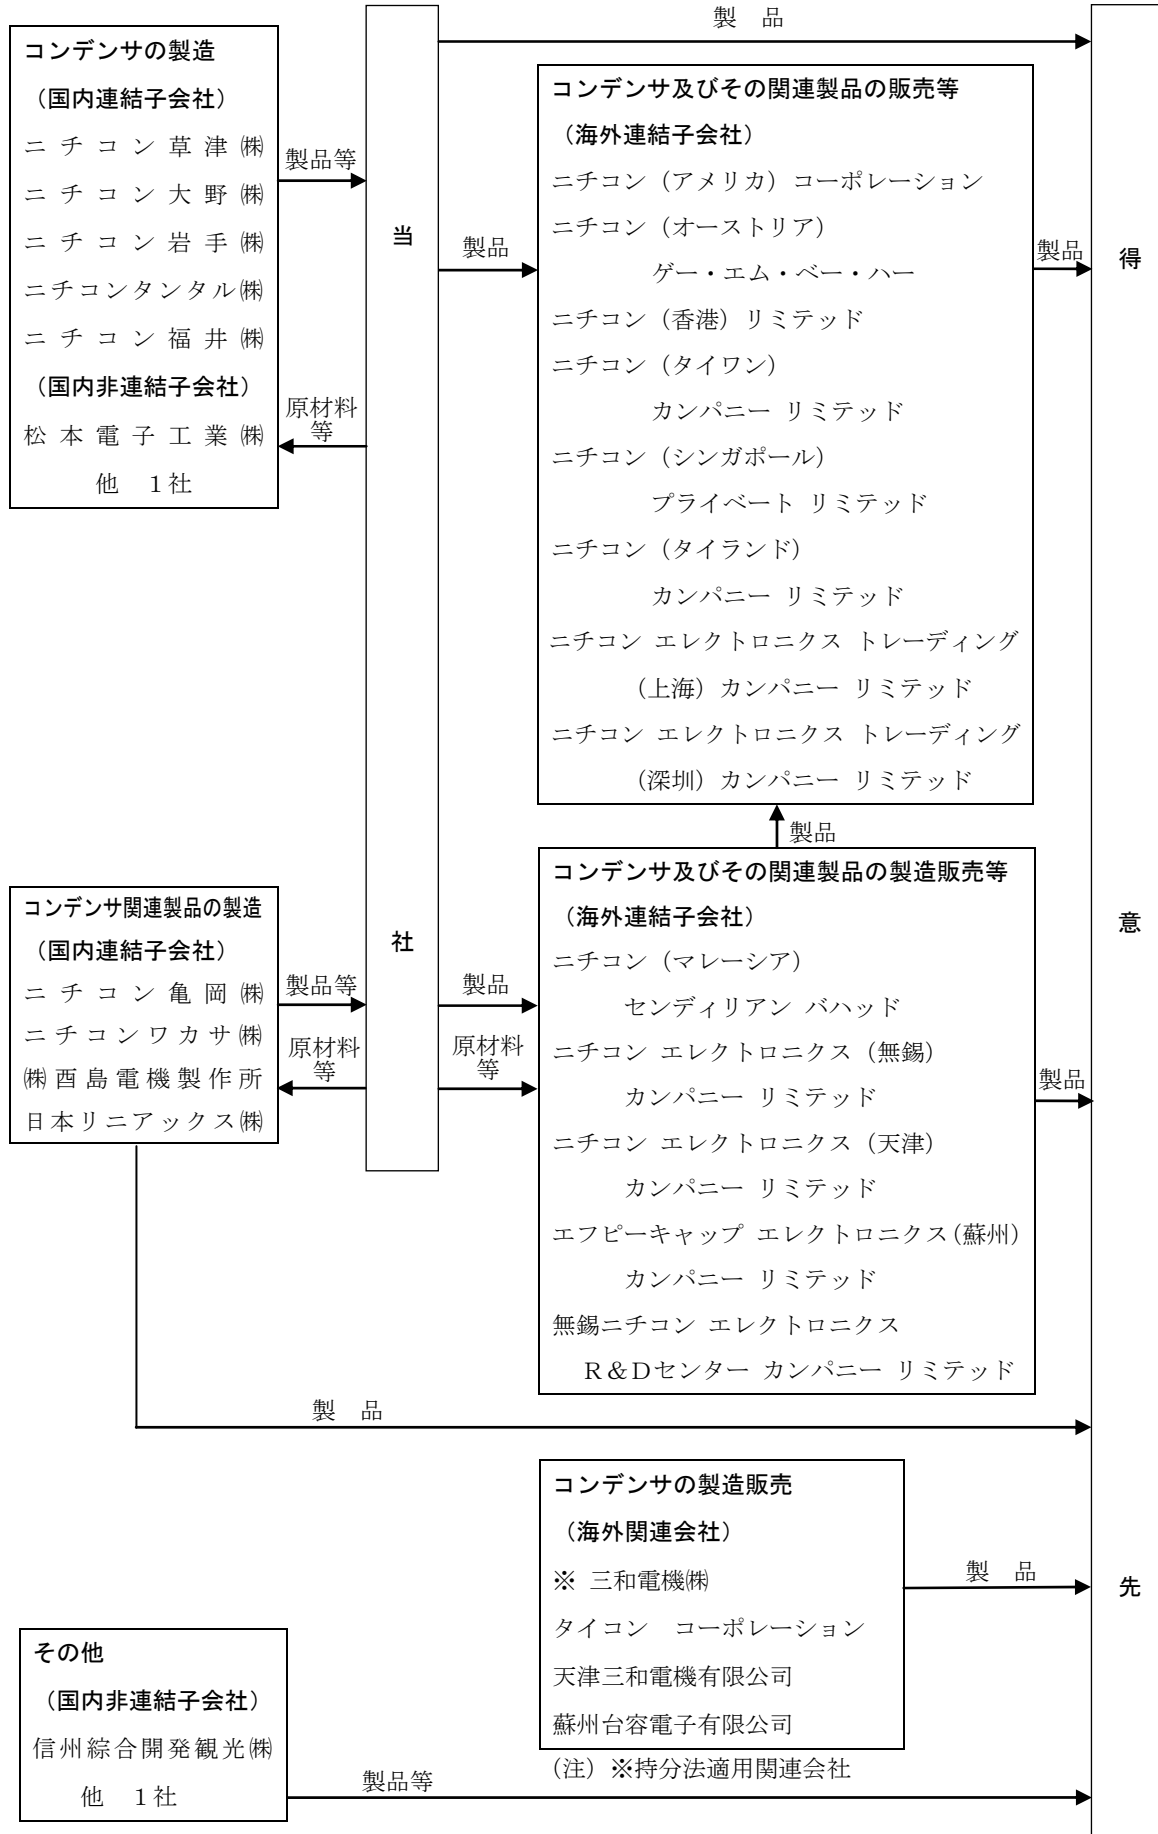 製　品
コンデンサの製造
（国内連結子会社）
ニチコン草津㈱
ニチコン大野㈱
ニチコン岩手㈱
ニチコンタンタル㈱
ニチコン福井㈱
（国内非連結子会社）
松本電子工業㈱
他　１社
製品等
原材料
等
当
社
製品
コンデンサ及びその関連製品の販売等
（海外連結子会社）
ニチコン（アメリカ）コーポレーション
ニチコン（オーストリア）
ゲー・エム・ベー・ハー
ニチコン（香港）リミテッド
ニチコン（タイワン）
カンパニー リミテッド
ニチコン（シンガポール）
プライベート リミテッド
ニチコン（タイランド）
カンパニー リミテッド
ニチコン エレクトロニクス トレーディング
（上海）カンパニー リミテッド
ニチコン エレクトロニクス トレーディング
（深圳）カンパニー リミテッド
製品
得
意
先
製品
コンデンサ関連製品の製造
（国内連結子会社）
ニチコン亀岡㈱
ニチコンワカサ㈱
㈱酉島電機製作所
日本リニアックス㈱
製品等
原材料
等
製品
原材料
等
コンデンサ及びその関連製品の製造販売等
（海外連結子会社）
ニチコン（マレーシア）
センディリアン バハッド
ニチコン エレクトロニクス（無錫）
カンパニー リミテッド
ニチコン エレクトロニクス（天津）
カンパニー リミテッド
エフピーキャップ エレクトロニクス（蘇州）
カンパニー リミテッド
無錫ニチコン エレクトロニクス
Ｒ＆Ｄセンター カンパニー リミテッド
製品
製　品
コンデンサの製造販売
（海外関連会社）
※ 三和電機㈱
タイコン　コーポレーション
天津三和電機有限公司
蘇州台容電子有限公司
（注）※持分法適用関連会社
製　品
その他
（国内非連結子会社）
信州綜合開発観光㈱
他　１社
製品等